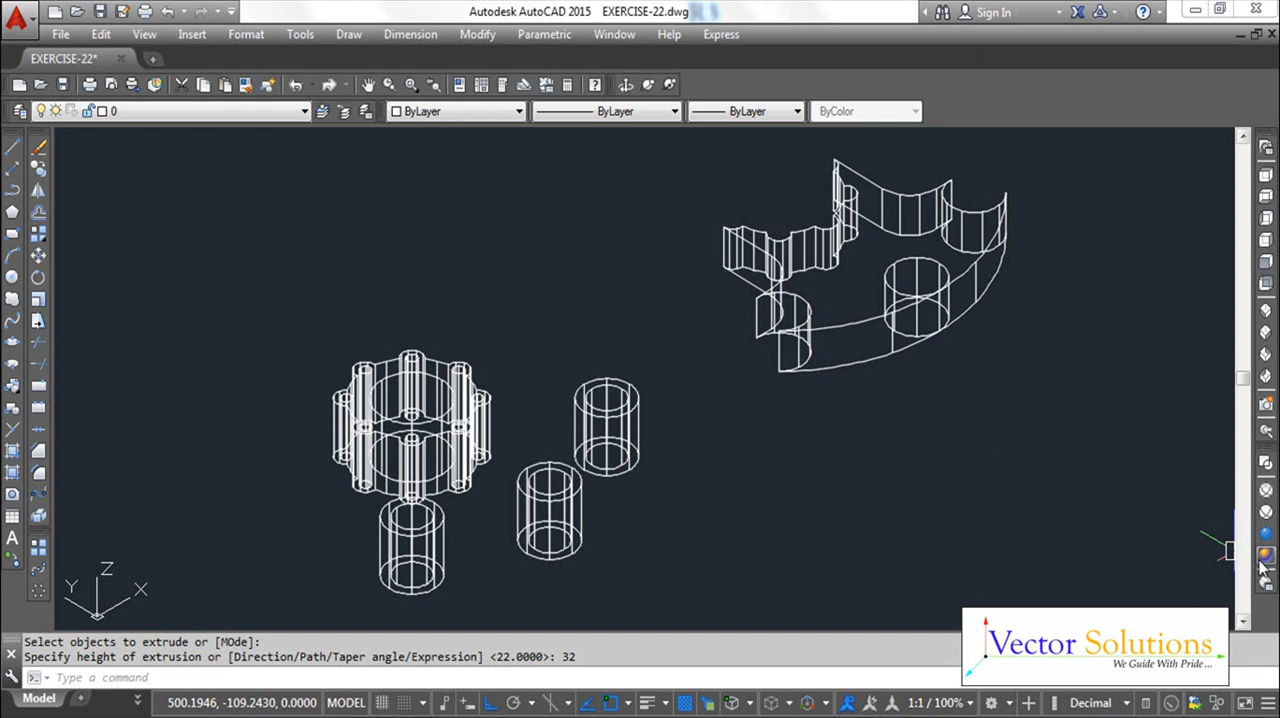 Autodesk AutoCAD 2015 EXERCISE-22.dwg
Sign In
File Edit View Insert Format Tools Draw Dimension Modify Parametric Window Help Express
EXERCISE-22*
0
ByLayer
ByLayer
ByLayer
ByColor
Z
Y
X
A
Select objects to extrude or [MOde]:
Specify height of extrusion or [Direction/Path/Taper angle/Expression] <22.0000>: 32
Type a command
Vector Solutions
We Guide With Pride ...
Model
500.1946, -109.2430, 0.0000 MODEL
1:1 / 100%
Decimal